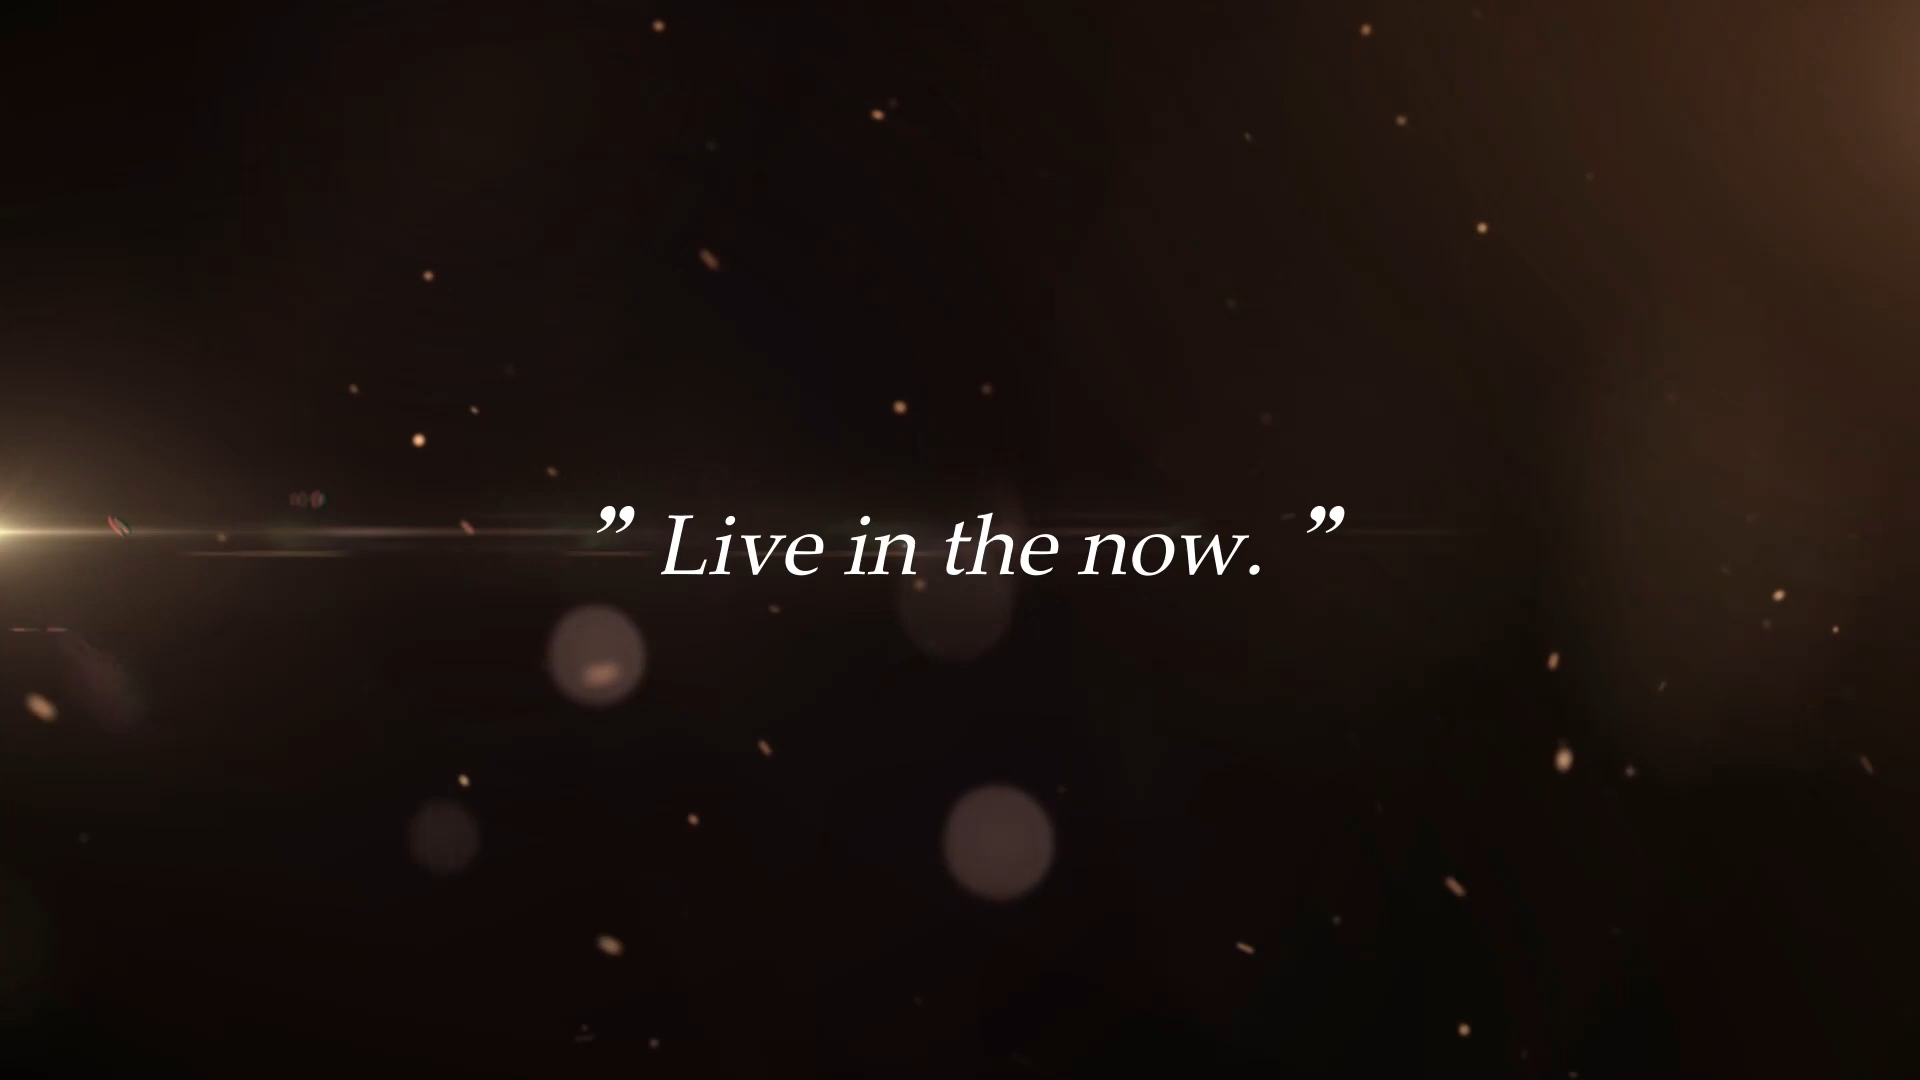 ” Live in the now. ”